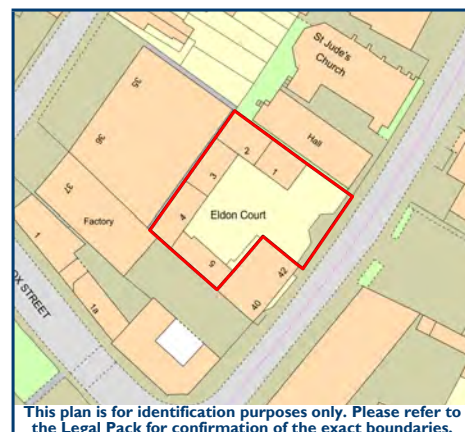 St Jude's
Church
Hall
35
36
37
2
1
3
4
Eldon Court
Factory
5
42
40
1
1a
OX STREET
This plan is for identification purposes only. Please refer to
the Legal Pack for confirmation of the exact boundaries.